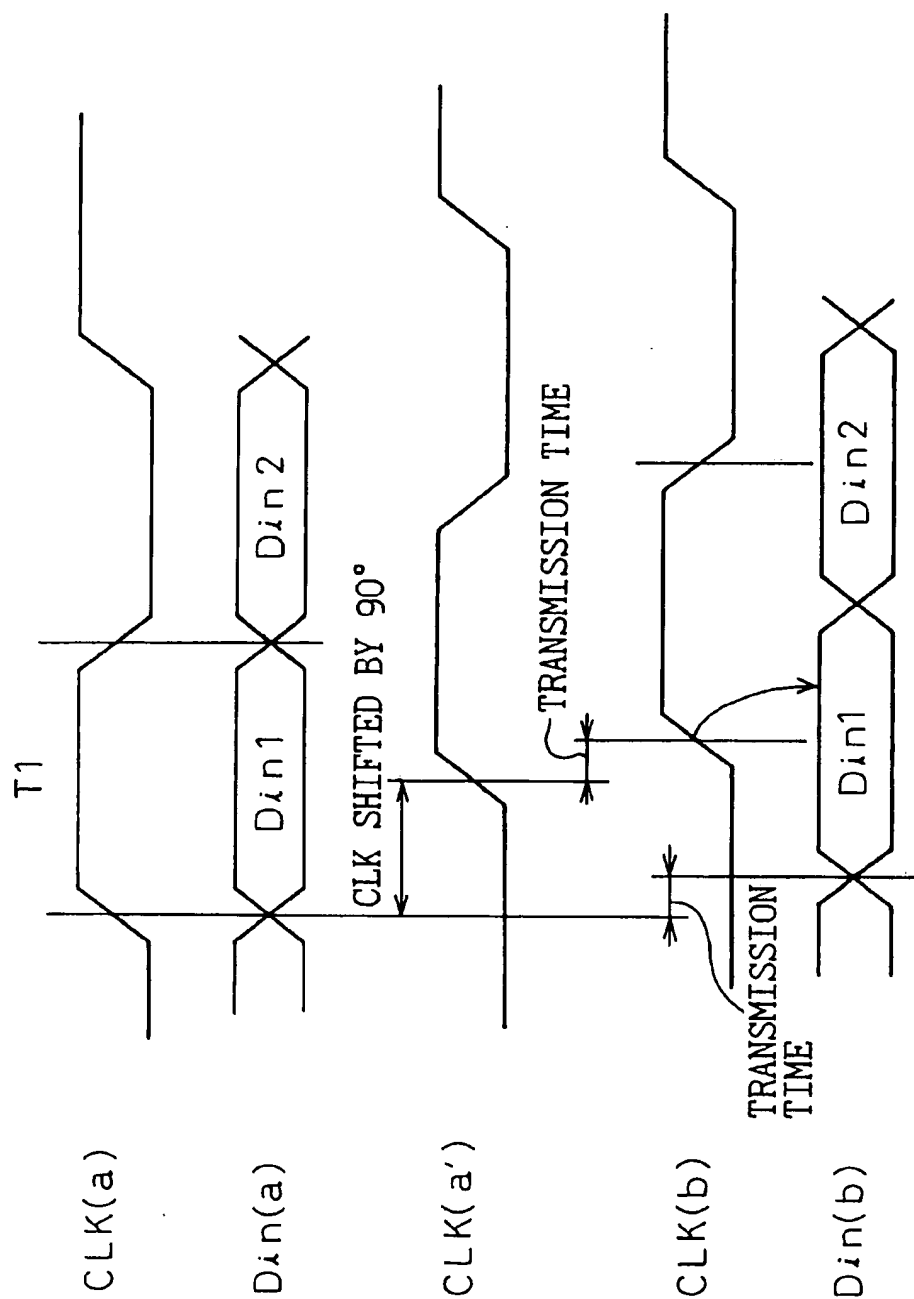 T1
CLK(a)
Din(a)
Din1
Din2
CLK SHIFTED BY 90°
CLK(a')
TRANSMISSION TIME
CLK(b)
TRANSMISSION
TIME
Din(b)
Din1
Din2